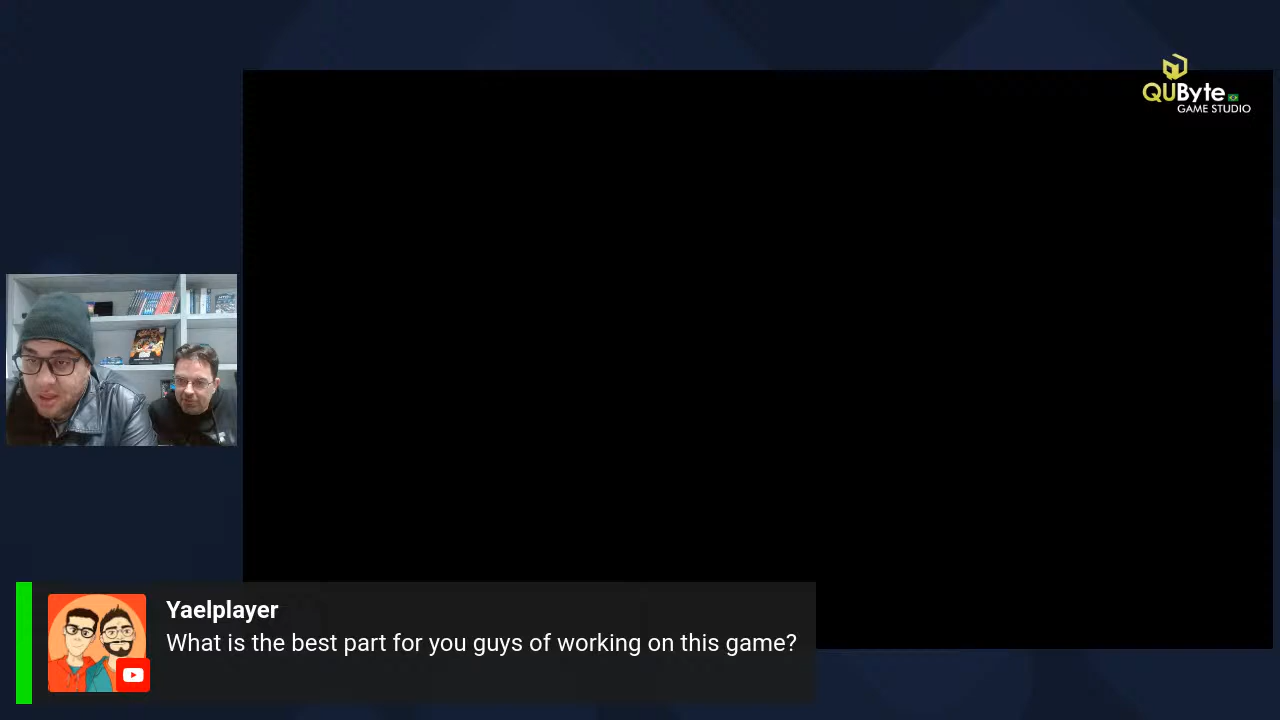 QUByte
GAME STUDIO
Yaelplayer
What is the best part for you guys of working on this game?